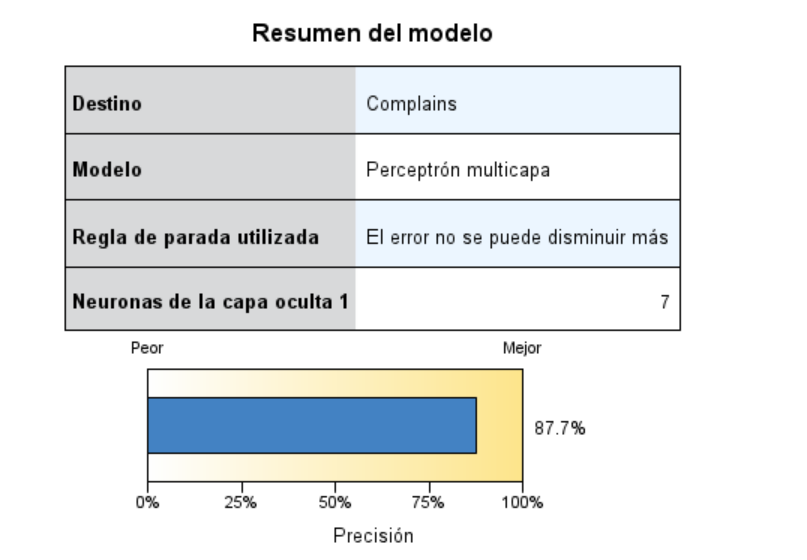 Resumen del modelo
Destino Complains
Modelo Perceptrón multicapa
Regla de parada utilizada El error no se puede disminuir más
Neuronas de la capa oculta 1 7
Peor Mejor
87.7%
0% 25% 50% 75% 100%
Precisión